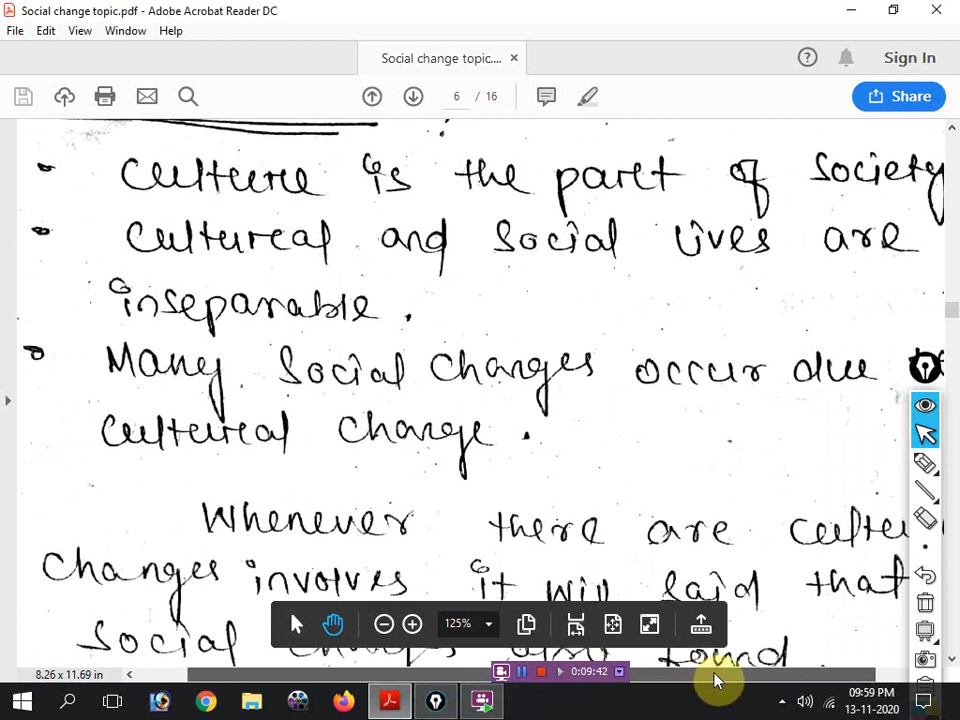 Social change topic.pdf - Adobe Acrobat Reader DC
File Edit View Window Help
Social change topic.... ×
Sign In
6 / 16
Share
Culture is the part of Society
Cultural and Social lives are
inseparable.
Many Social Changes occur due
Cultural Change.
Whenever there are
Changes involves it will said that
Social found.
125%
8.26 x 11.69 in
0:09:42
09:59 PM
13-11-2020